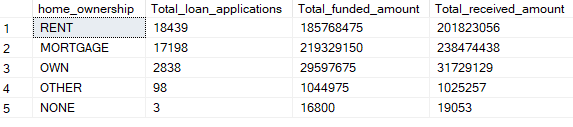 home_ownership Total_loan_applications Total_funded_amount Total_received_amount
1 RENT 18439 185768475 201823056
2 MORTGAGE 17198 219329150 238474438
3 OWN 2838 29597675 31729129
4 OTHER 98 1044975 1025257
5 NONE 3 16800 19053